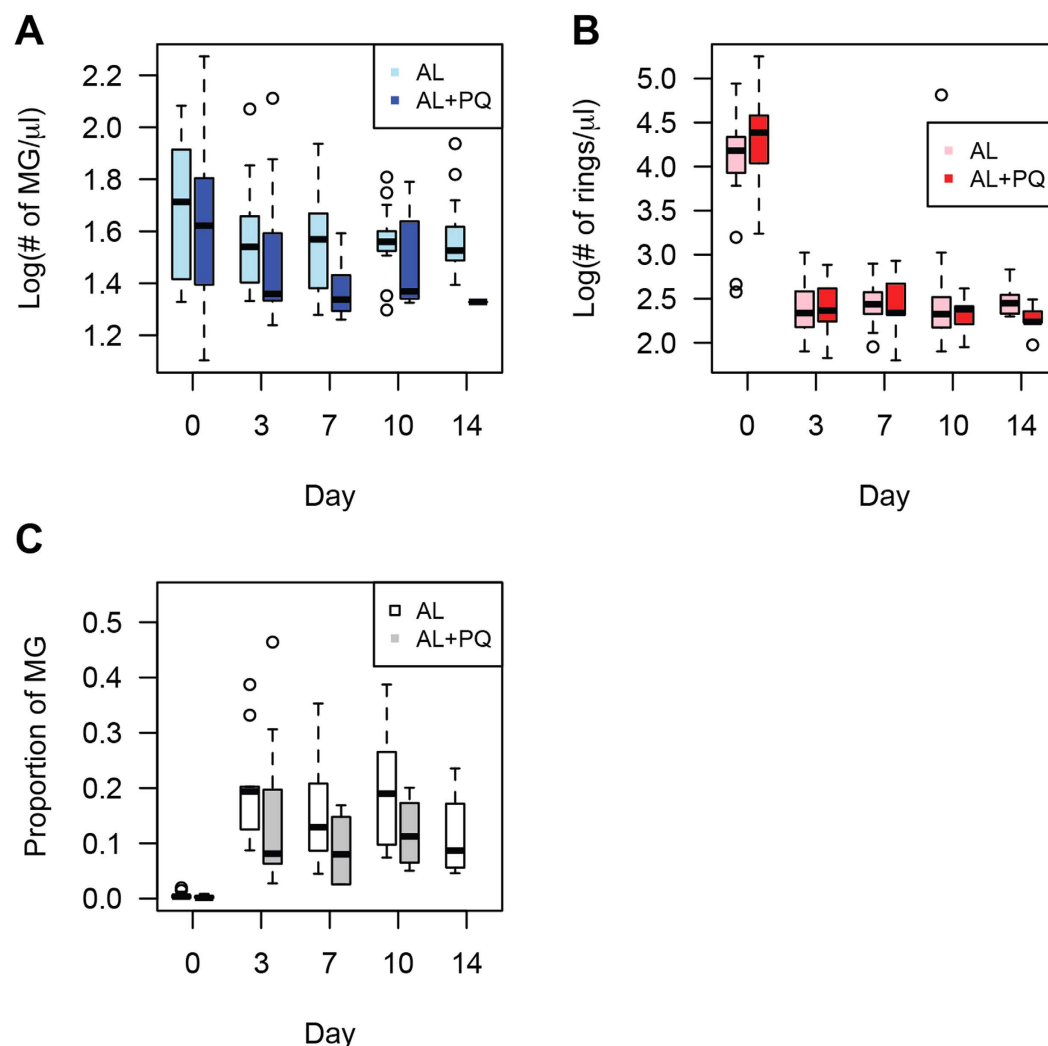 A
Log(# of MG/μl)
2.2
2.0
1.8
1.6
1.4
1.2
AL
AL+PQ
0 3 7 10 14
Day
B
Log(# of rings/μl)
5.0
4.5
4.0
3.5
3.0
2.5
2.0
AL
AL+PQ
0 3 7 10 14
Day
C
Proportion of MG
0.5
0.4
0.3
0.2
0.1
0.0
AL
AL+PQ
0 3 7 10 14
Day